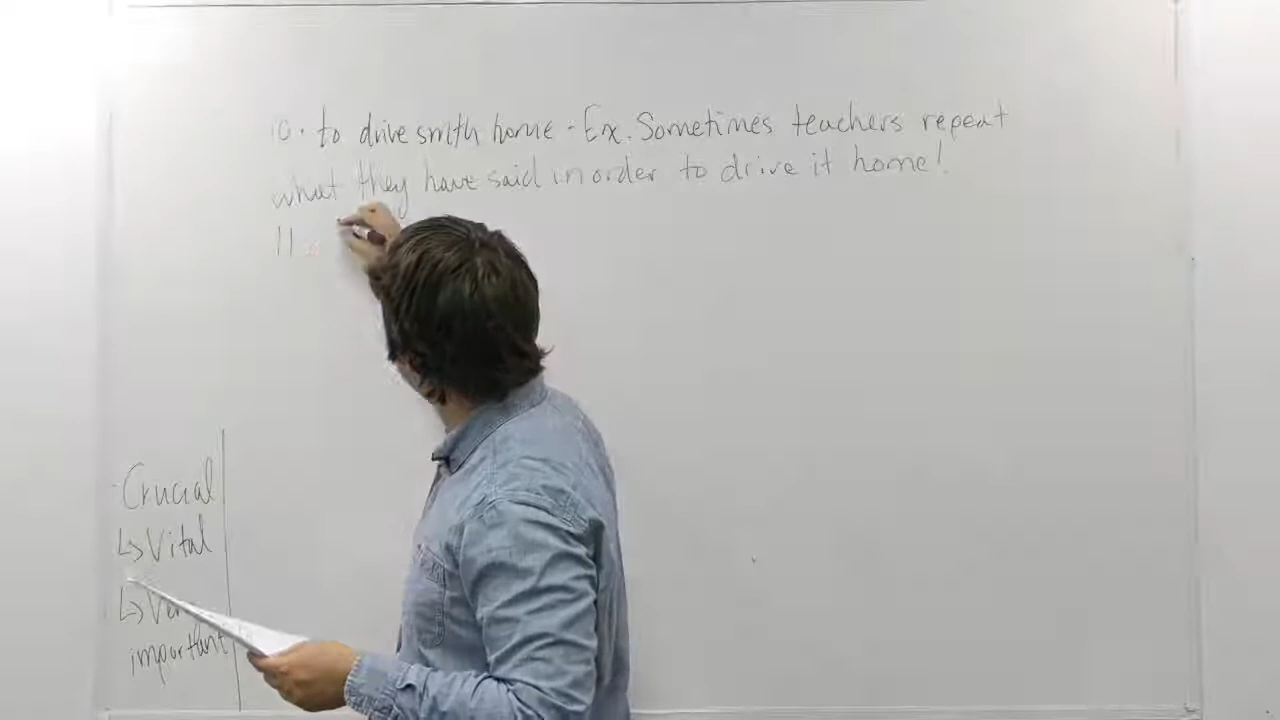 10. to drive smth home - Ex. Sometimes teachers repeat
what they have said in order to drive it home!
11.
- Crucial
↳ Vital
↳
important